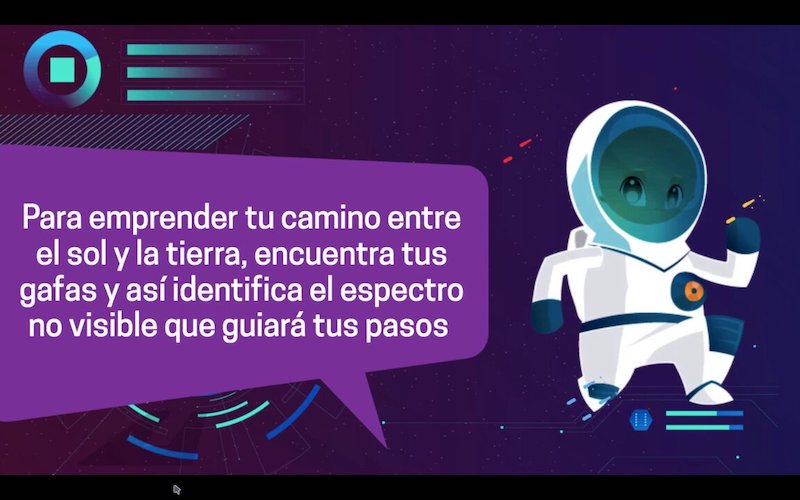 Para emprender tu camino entre
el sol y la tierra, encuentra tus
gafas y así identifica el espectro
no visible que guiará tus pasos